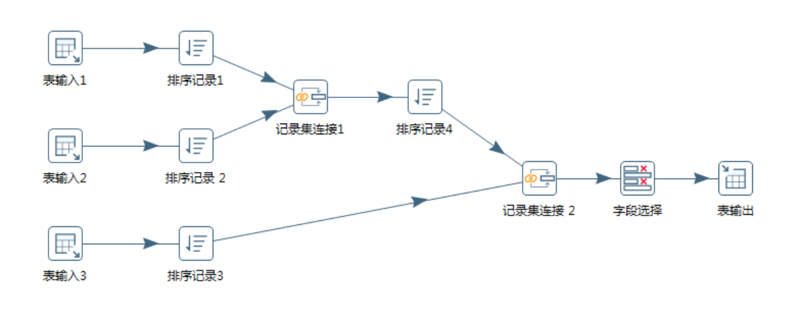 表输入1
排序记录1
记录集连接1
排序记录4
表输入2
排序记录 2
记录集连接 2
字段选择
表输出
表输入3
排序记录3